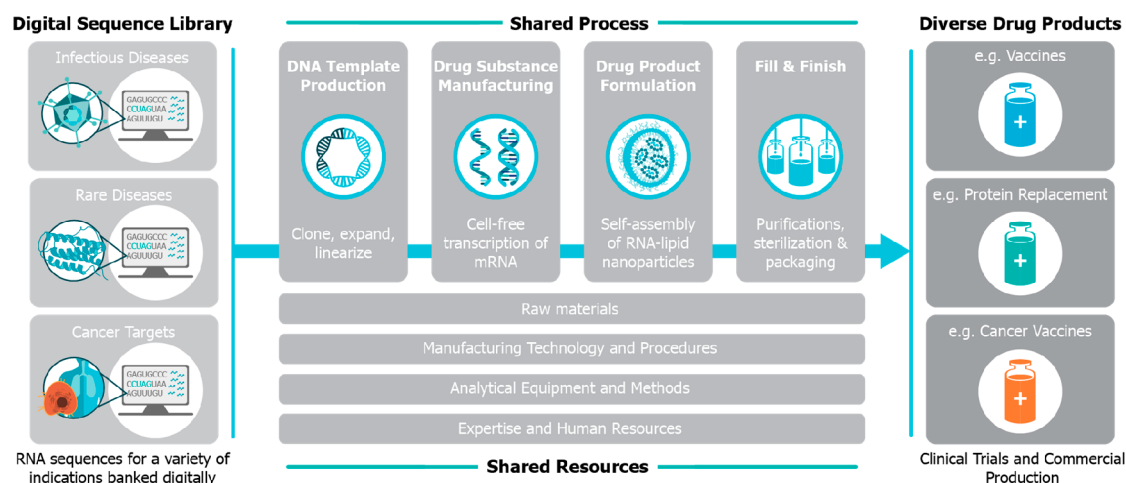 Digital Sequence Library
Infectious Diseases
GAGUGCCC
CCUAGUAA
AGUUUGU
Rare Diseases
GAGUGCCC
CCUAGUAA
AGUUUGU
Cancer Targets
GAGUGCCC
CCUAGUAA
AGUUUGU
RNA sequences for a variety of
indications banked digitally
Shared Process
DNA Template
Production
Clone, expand,
linearize
Drug Substance
Manufacturing
Cell-free
transcription of
mRNA
Drug Product
Formulation
Self-assembly
of RNA-lipid
nanoparticles
Fill & Finish
Purifications,
sterilization &
packaging
Raw materials
Manufacturing Technology and Procedures
Analytical Equipment and Methods
Expertise and Human Resources
Shared Resources
Diverse Drug Products
e.g. Vaccines
e.g. Protein Replacement
e.g. Cancer Vaccines
Clinical Trials and Commercial
Production